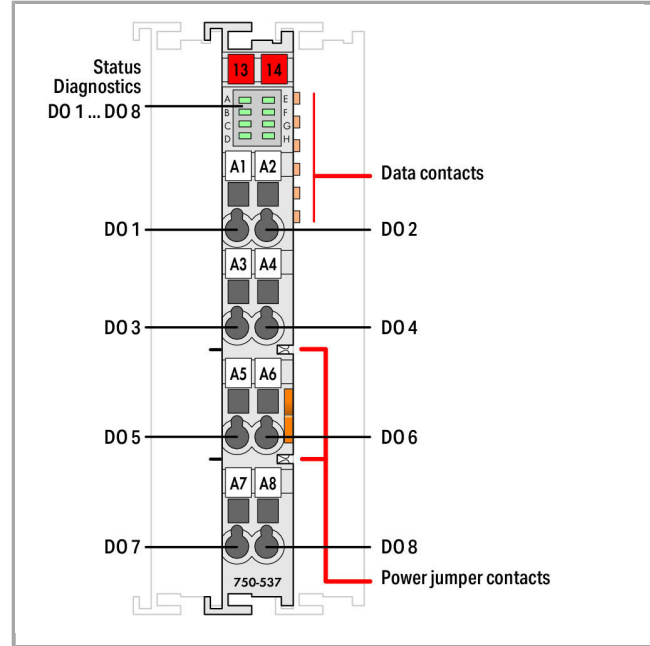 Status
Diagnostics
DO 1 ... DO 8
13 14
A E
B F
C G
D H
A1 A2
Data contacts
DO 1
DO 2
A3 A4
DO 3
DO 4
A5 A6
DO 5
DO 6
A7 A8
DO 7
DO 8
750-537
Power jumper contacts